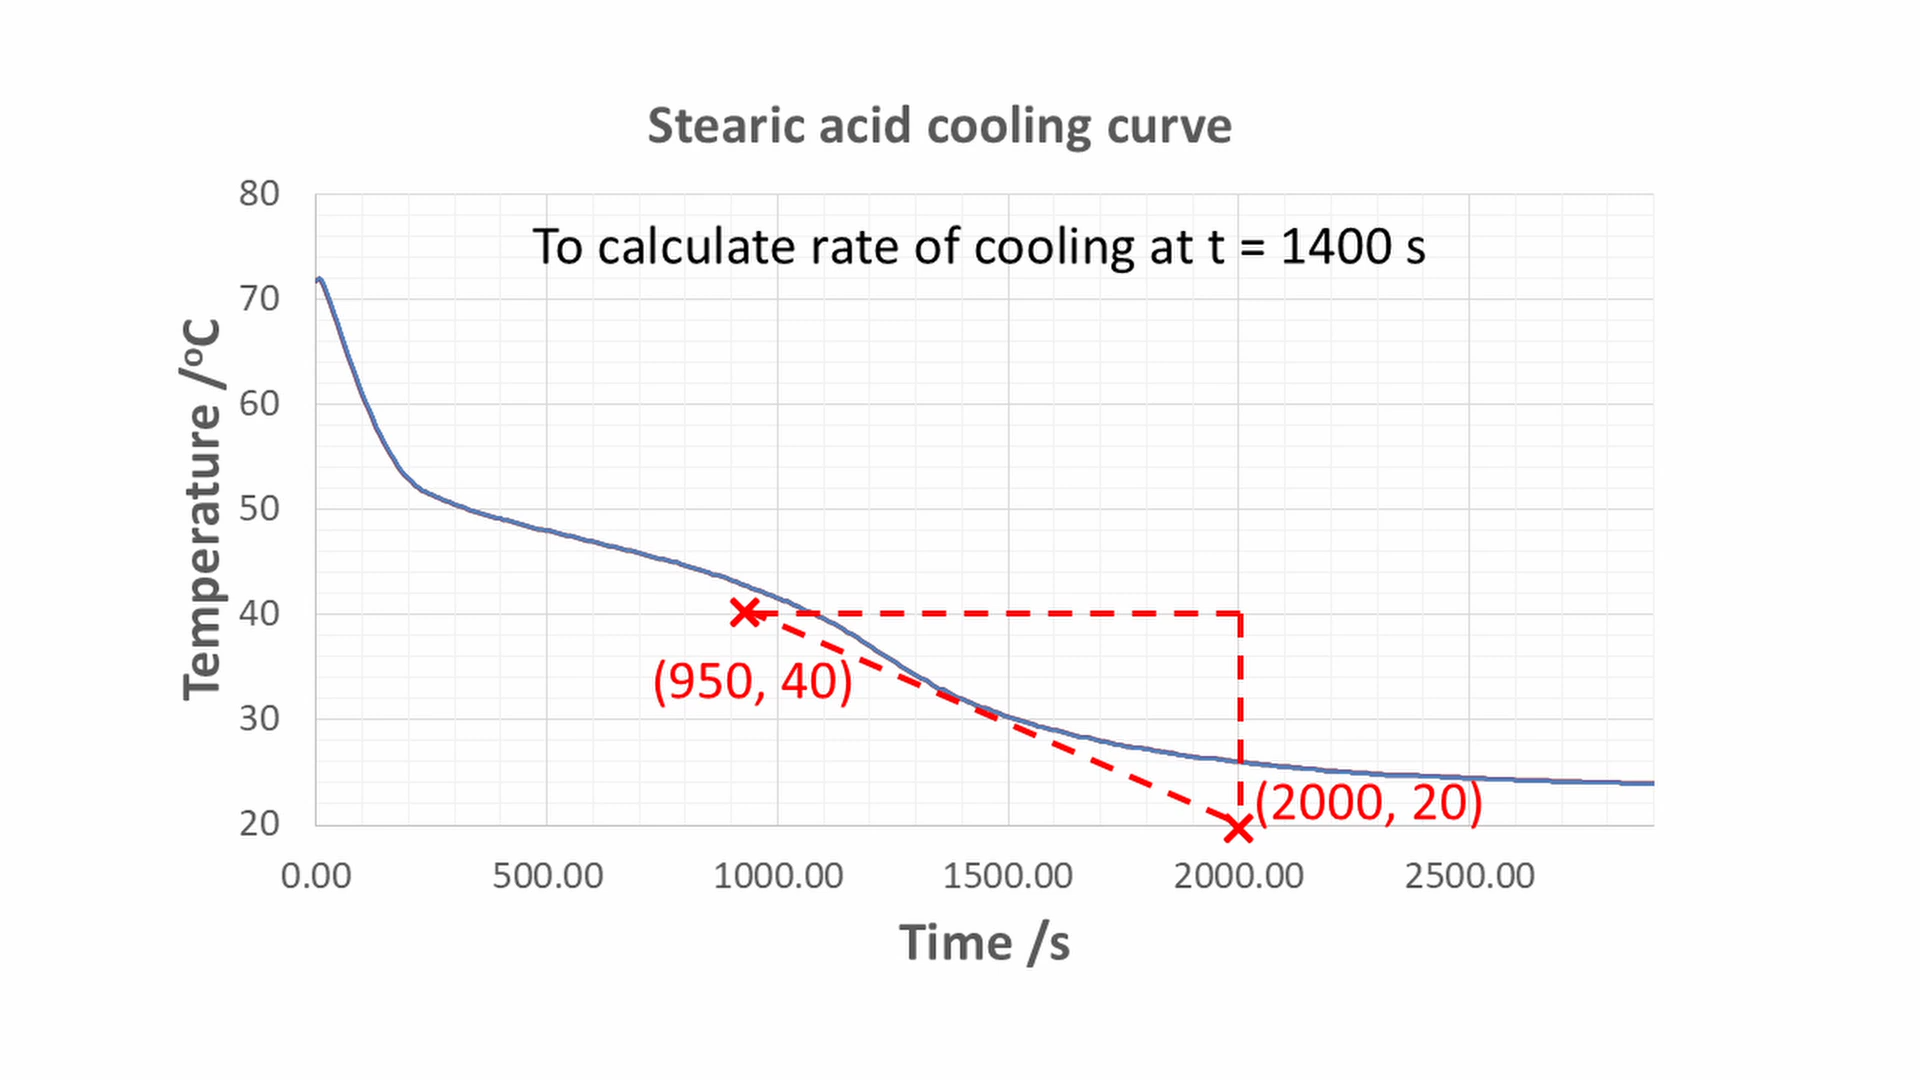 Stearic acid cooling curve
To calculate rate of cooling at t = 1400 s
Temperature /ᵒC
80
70
60
50
40
30
20
(950, 40)
(2000, 20)
0.00 500.00 1000.00 1500.00 2000.00 2500.00
Time /s